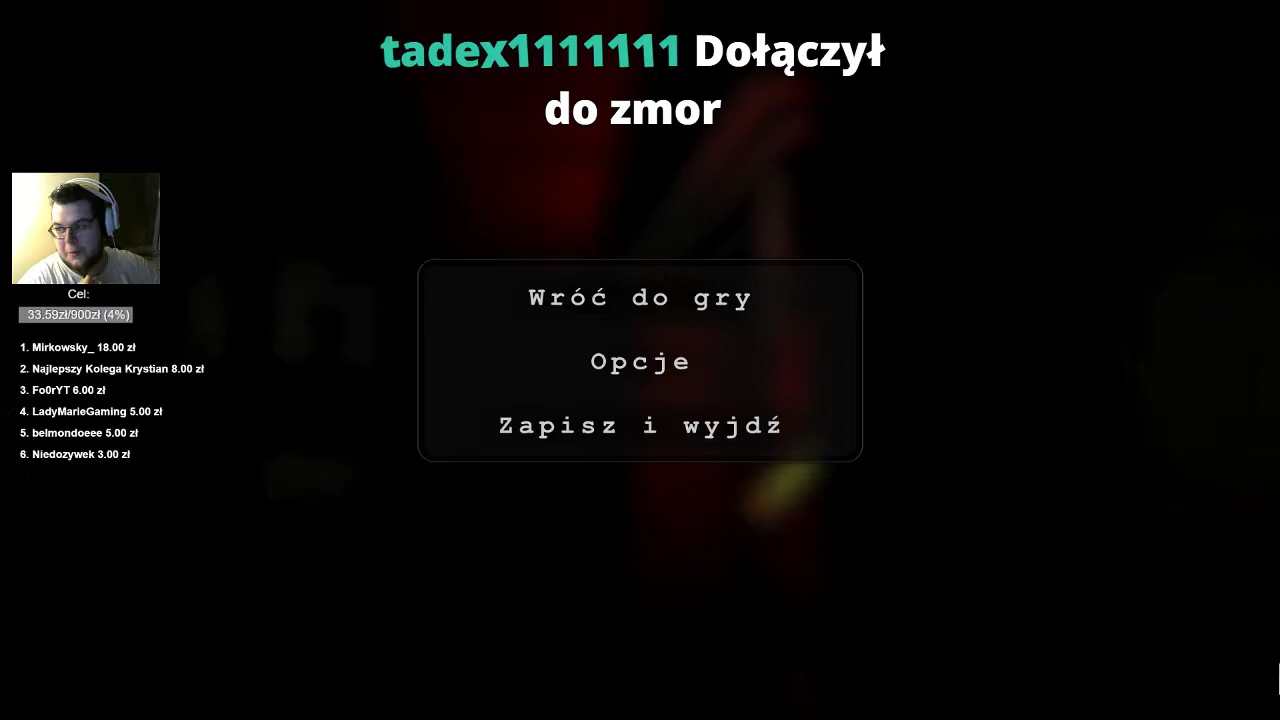 tadex1111111 Dołączył
do zmor
Cel:
33.59zł/900zł (4%)
1. Mirkowsky_ 18.00 zł
2. Najlepszy Kolega Krystian 8.00 zł
3. Fo0rYT 6.00 zł
4. LadyMarieGaming 5.00 zł
5. belmondoeee 5.00 zł
6. Niedozywek 3.00 zł
Wróć do gry
Opcje
Zapisz i wyjdź